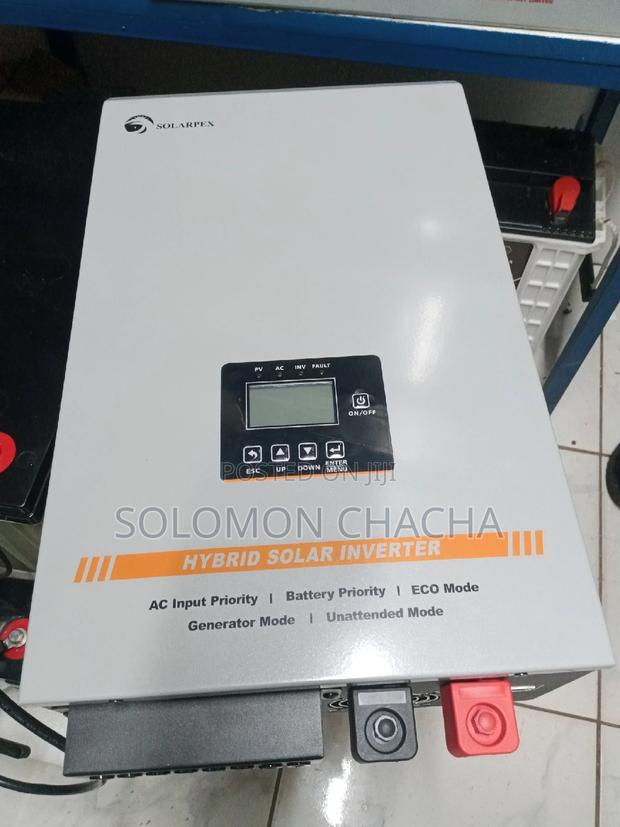 SOLARPEX
PV AC INV FAULT
ON/OFF
ESC UP DOWN ENTER MENU
POSTED ON JIJI
SOLOMON CHACHA
HYBRID SOLAR INVERTER
AC Input Priority | Battery Priority | ECO Mode
Generator Mode | Unattended Mode